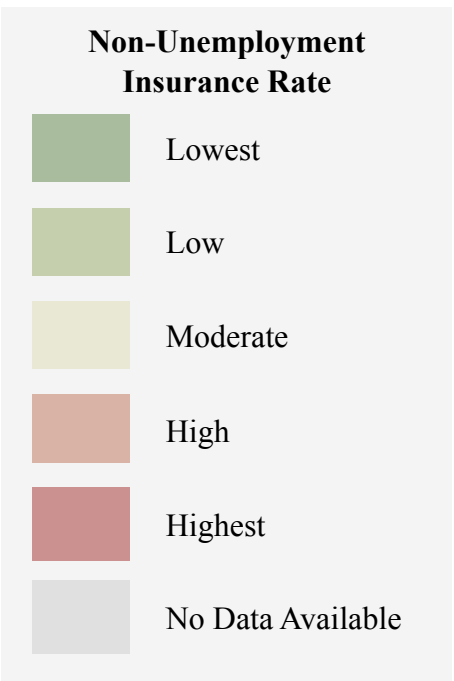 Non-Unemployment
Insurance Rate
Lowest
Low
Moderate
High
Highest
No Data Available